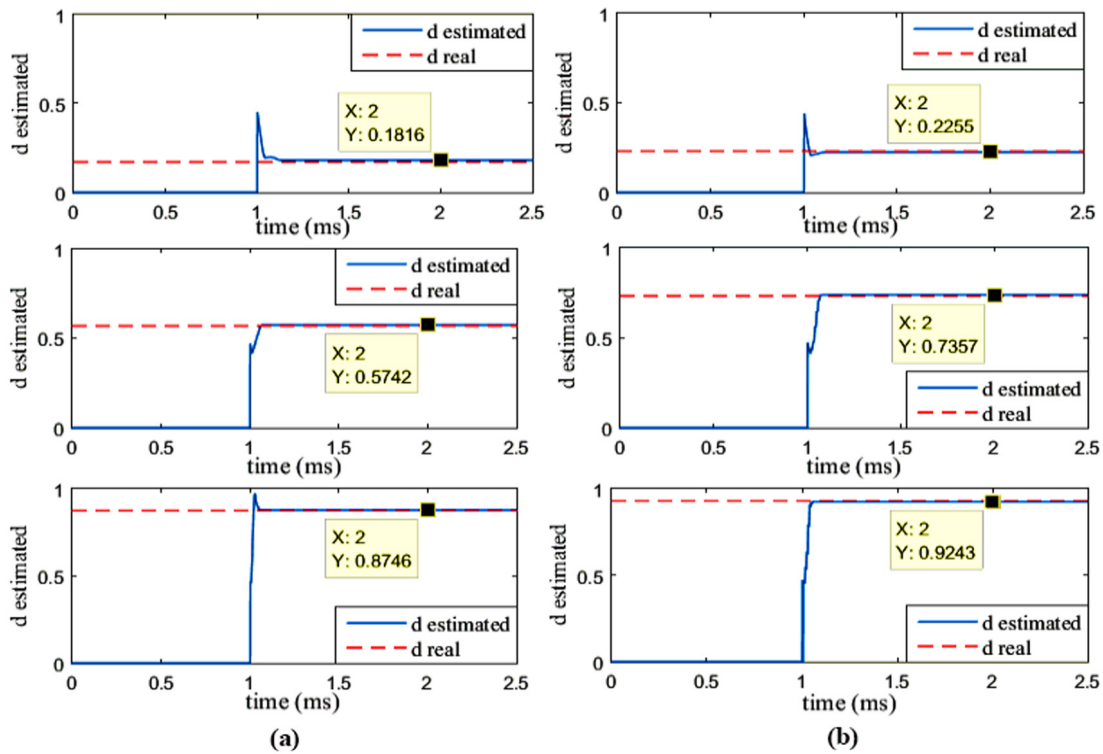 1
d estimated
d real
X: 2
Y: 0.1816
0.5
0
d estimated
0 0.5 1 1.5 2 2.5
time (ms)
1
d estimated
d real
X: 2
Y: 0.2255
0.5
0
d estimated
0 0.5 1 1.5 2 2.5
time (ms)
1
d estimated
d real
X: 2
Y: 0.5742
0.5
0
d estimated
0 0.5 1 1.5 2 2.5
time (ms)
1
X: 2
Y: 0.7357
d estimated
d real
0.5
0
d estimated
0 0.5 1 1.5 2 2.5
time (ms)
1
X: 2
Y: 0.8746
d estimated
d real
0.5
0
d estimated
0 0.5 1 1.5 2 2.5
time (ms)
1
X: 2
Y: 0.9243
d estimated
d real
0.5
0
d estimated
0 0.5 1 1.5 2 2.5
time (ms)
(a)
(b)